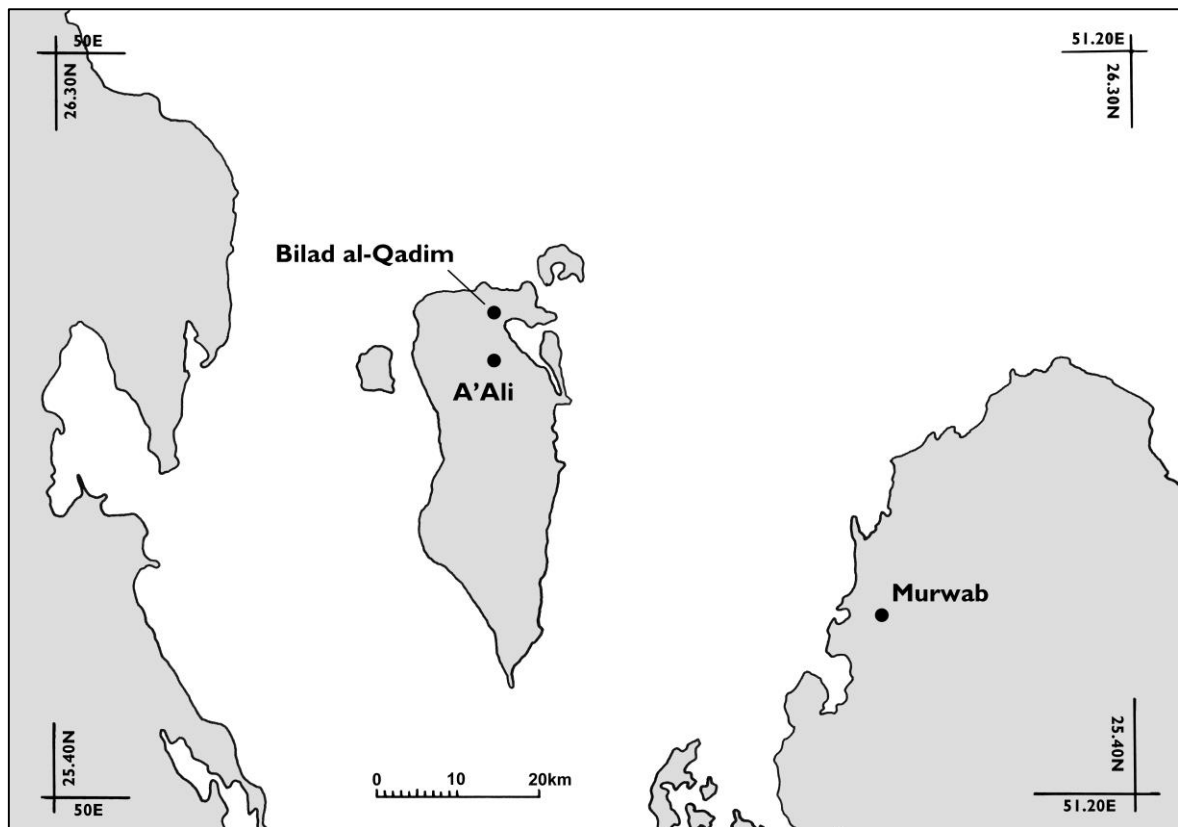 50E
26.30N
51.20E
26.30N
Bilad al-Qadim
A'Ali
Murwab
25.40N
50E
0 10 20km
25.40N
51.20E